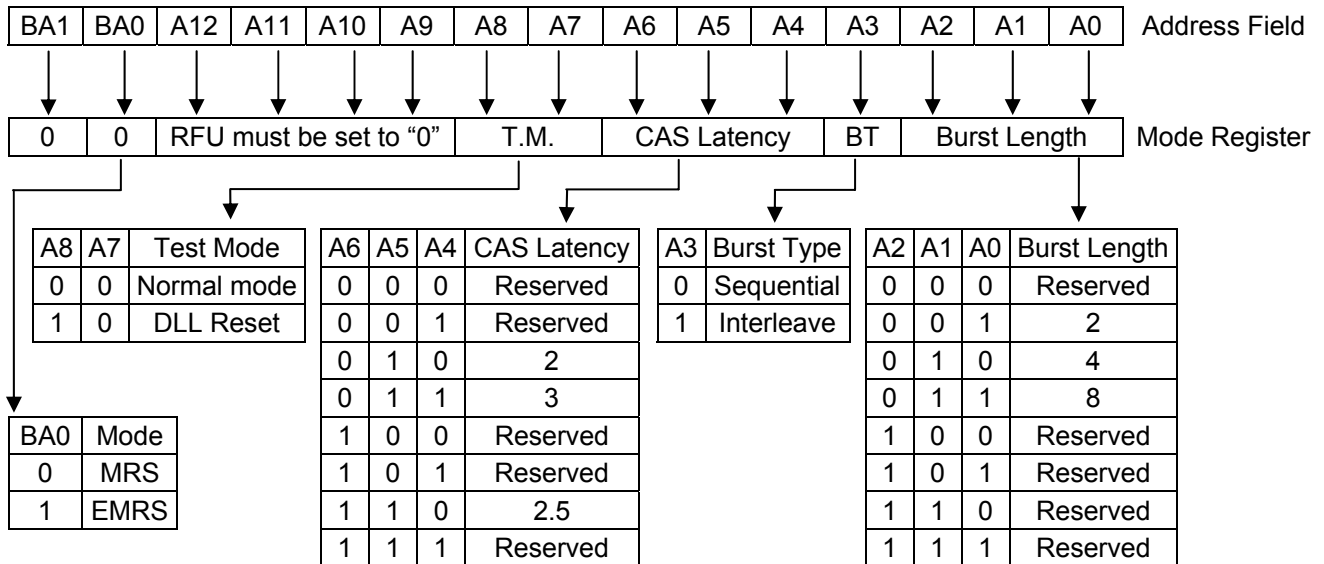 BA1 BA0 A12 A11 A10 A9 A8 A7 A6 A5 A4 A3 A2 A1 A0 Address Field
0 0 RFU must be set to “0” T.M. CAS Latency BT Burst Length Mode Register
A8 A7 Test Mode
0 0 Normal mode
1 0 DLL Reset
A6 A5 A4 CAS Latency
0 0 0 Reserved
0 0 1 Reserved
0 1 0 2
0 1 1 3
1 0 0 Reserved
1 0 1 Reserved
1 1 0 2.5
1 1 1 Reserved
A3 Burst Type
0 Sequential
1 Interleave
A2 A1 A0 Burst Length
0 0 0 Reserved
0 0 1 2
0 1 0 4
0 1 1 8
1 0 0 Reserved
1 0 1 Reserved
1 1 0 Reserved
1 1 1 Reserved
BA0 Mode
0 MRS
1 EMRS